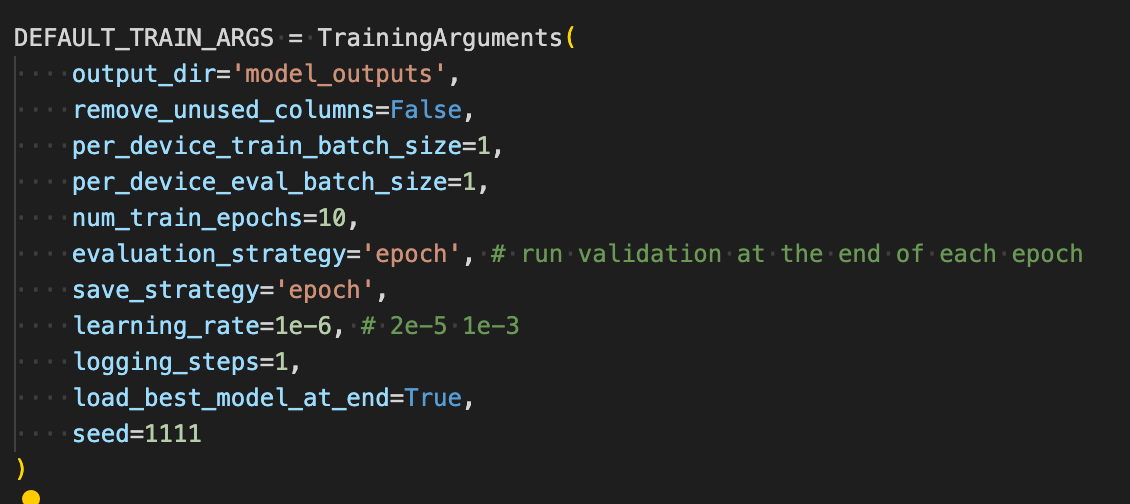 DEFAULT_TRAIN_ARGS = TrainingArguments(
    output_dir='model_outputs',
    remove_unused_columns=False,
    per_device_train_batch_size=1,
    per_device_eval_batch_size=1,
    num_train_epochs=10,
    evaluation_strategy='epoch', # run validation at the end of each epoch
    save_strategy='epoch',
    learning_rate=1e-6, # 2e-5 1e-3
    logging_steps=1,
    load_best_model_at_end=True,
    seed=1111
)